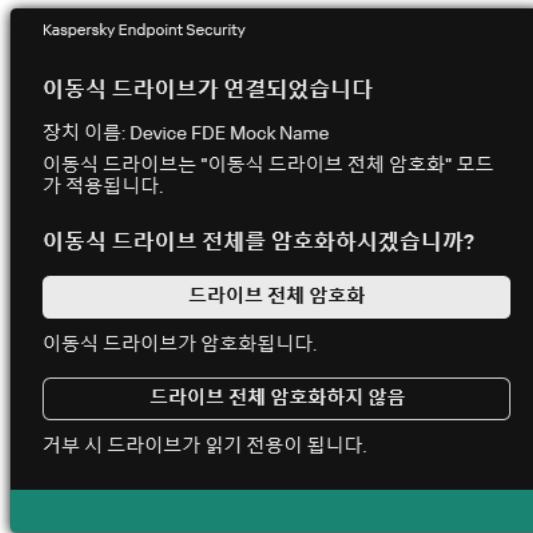 Kaspersky Endpoint Security
이동식 드라이브가 연결되었습니다
장치 이름: Device FDE Mock Name
이동식 드라이브는 "이동식 드라이브 전체 암호화" 모드
가 적용됩니다.
이동식 드라이브 전체를 암호화하시겠습니까?
드라이브 전체 암호화
이동식 드라이브가 암호화됩니다.
드라이브 전체 암호화하지 않음
거부 시 드라이브가 읽기 전용이 됩니다.